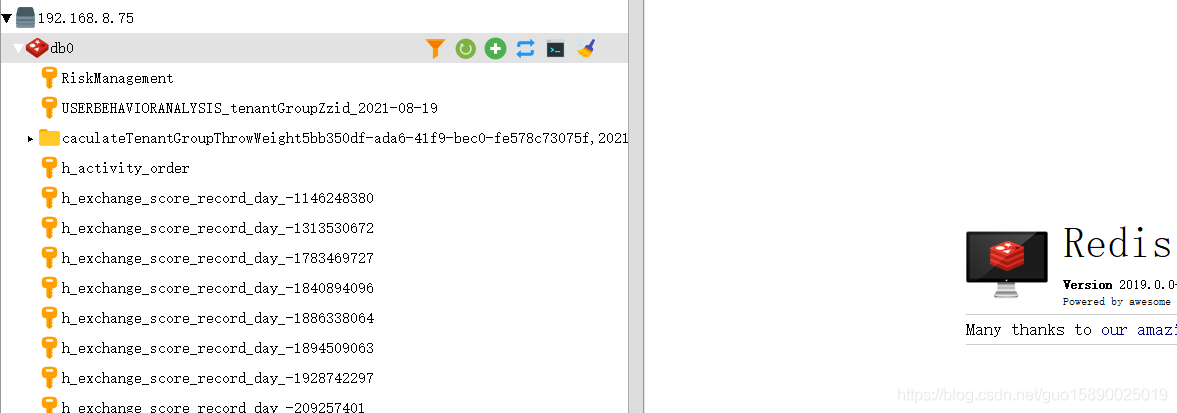 192.168.8.75
db0
RiskManagement
USERBEHAVIORANALYSIS_tenantGroupZzid_2021-08-19
caculateTenantGroupThrowWeight5bb350df-ada6-41f9-bec0-fe578c73075f,2021
h_activity_order
h_exchange_score_record_day_-1146248380
h_exchange_score_record_day_-1313530672
h_exchange_score_record_day_-1783469727
h_exchange_score_record_day_-1840894096
h_exchange_score_record_day_-1886338064
h_exchange_score_record_day_-1894509063
h_exchange_score_record_day_-1928742297
h_exchange_score_record_day_-209257401
Redis
Version 2019.0.0-
Powered by awesome
Many thanks to our amazi
https://blog.csdn.net/guo15890025019